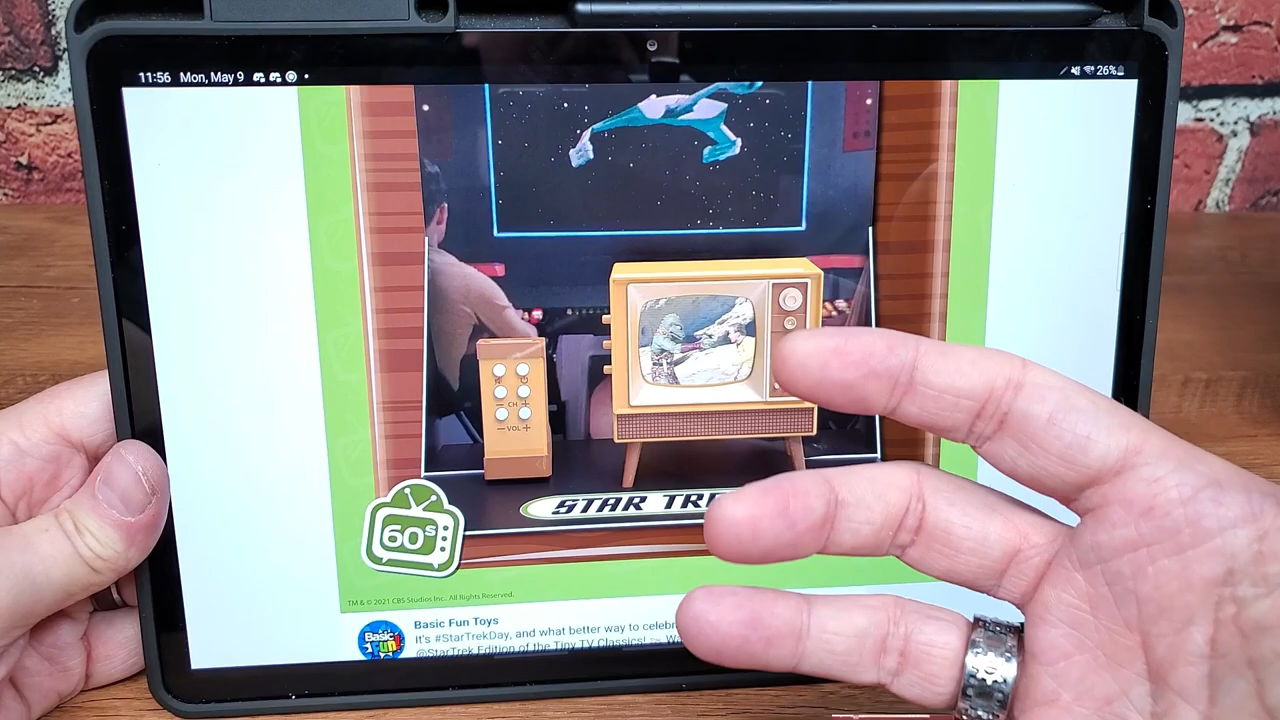 11:56 Mon, May 9
26%
CH
VOL
STAR TRE
60s
TM & © 2021 CBS Studios Inc. All Rights Reserved.
Basic Fun!
Basic Fun Toys
It's #StarTrekDay, and what better way to celebr
@StarTrek Edition of the Tiny TV Classics!